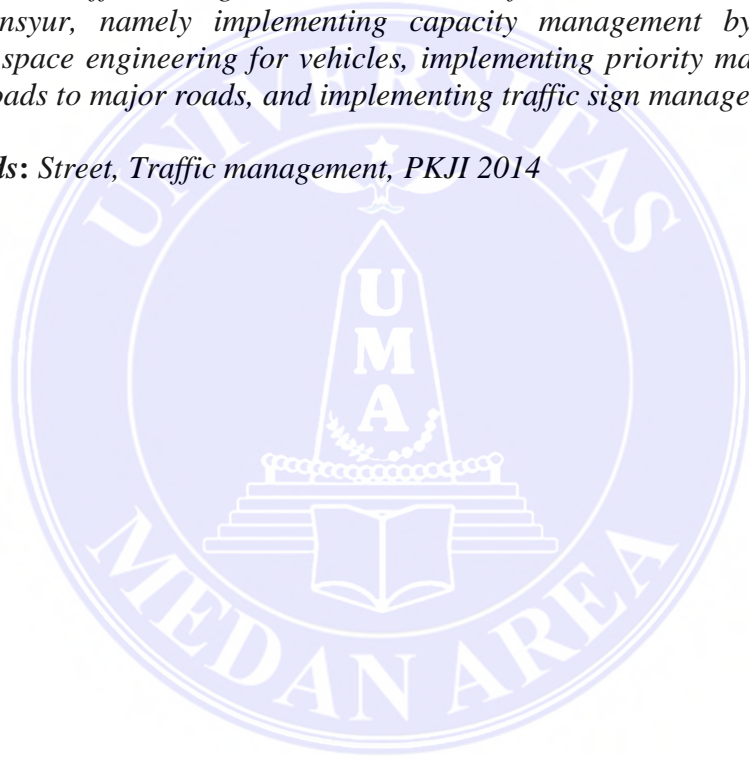 ansyur, namely implementing capacity management by
space engineering for vehicles, implementing priority ma
oads to major roads, and implementing traffic sign manage
ds: Street, Traffic management, PKJI 2014
UNIVERSITAS
U
M
A
MEDAN AREA